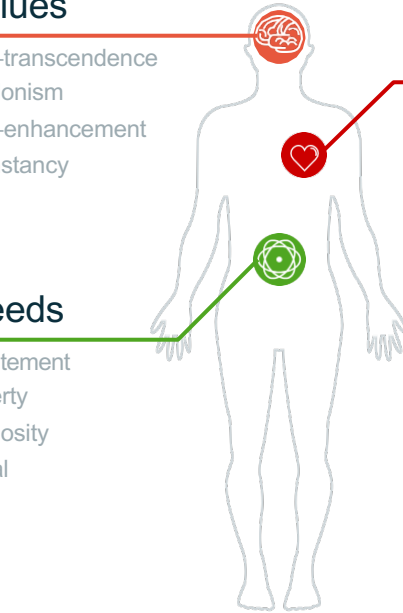 lues
-transcendence
onism
-enhancement
stancy
eeds
tement
erty
osity
al